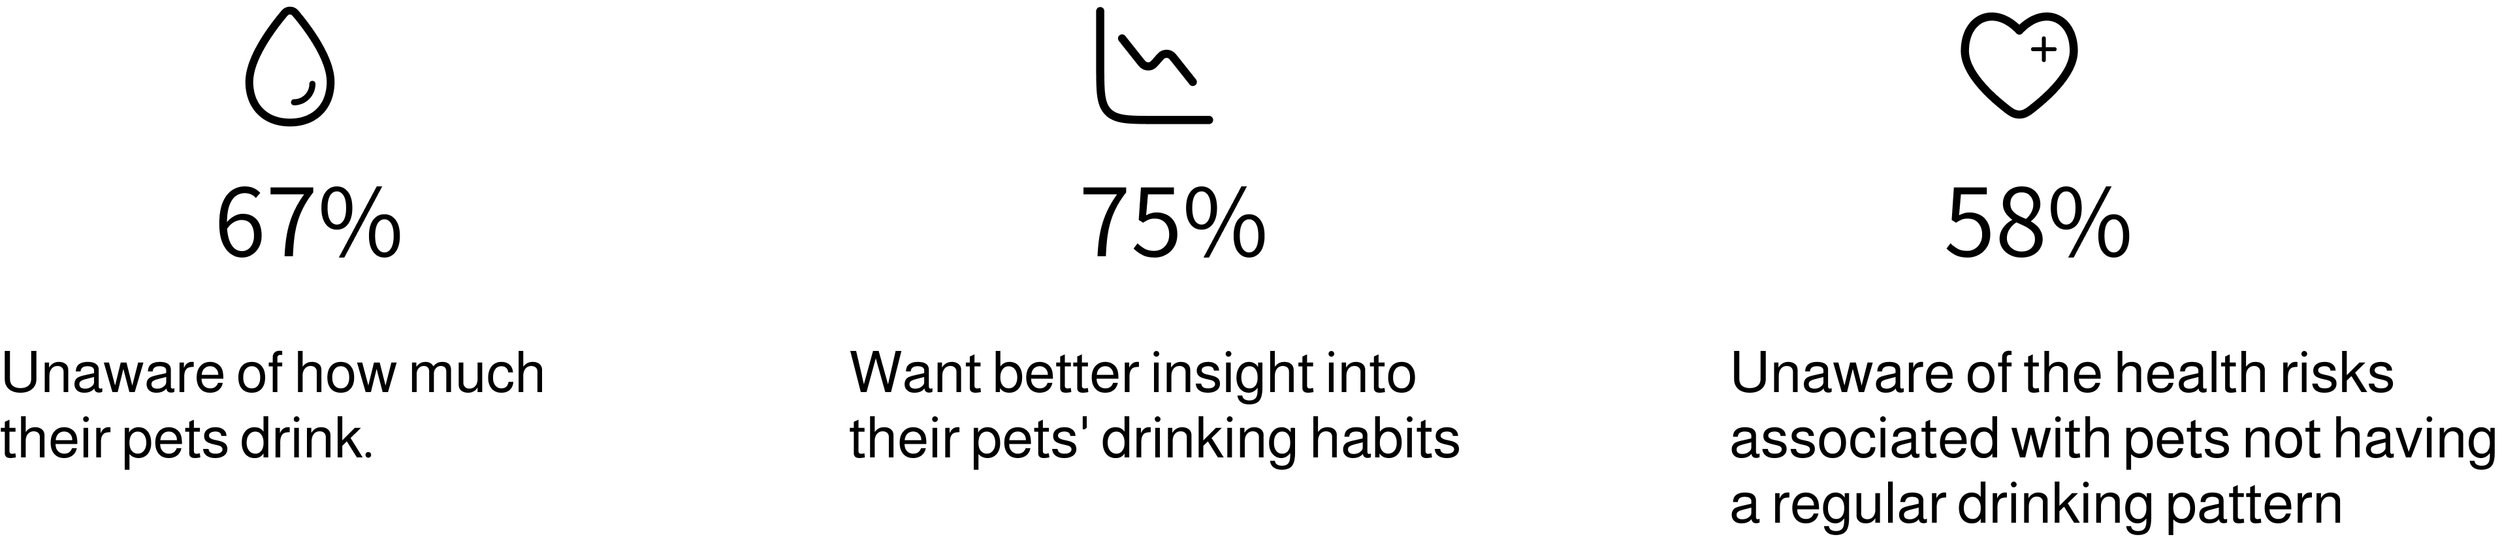 67%
Unaware of how much
their pets drink.
75%
Want better insight into
their pets' drinking habits
58%
Unaware of the health risks
associated with pets not having
a regular drinking pattern